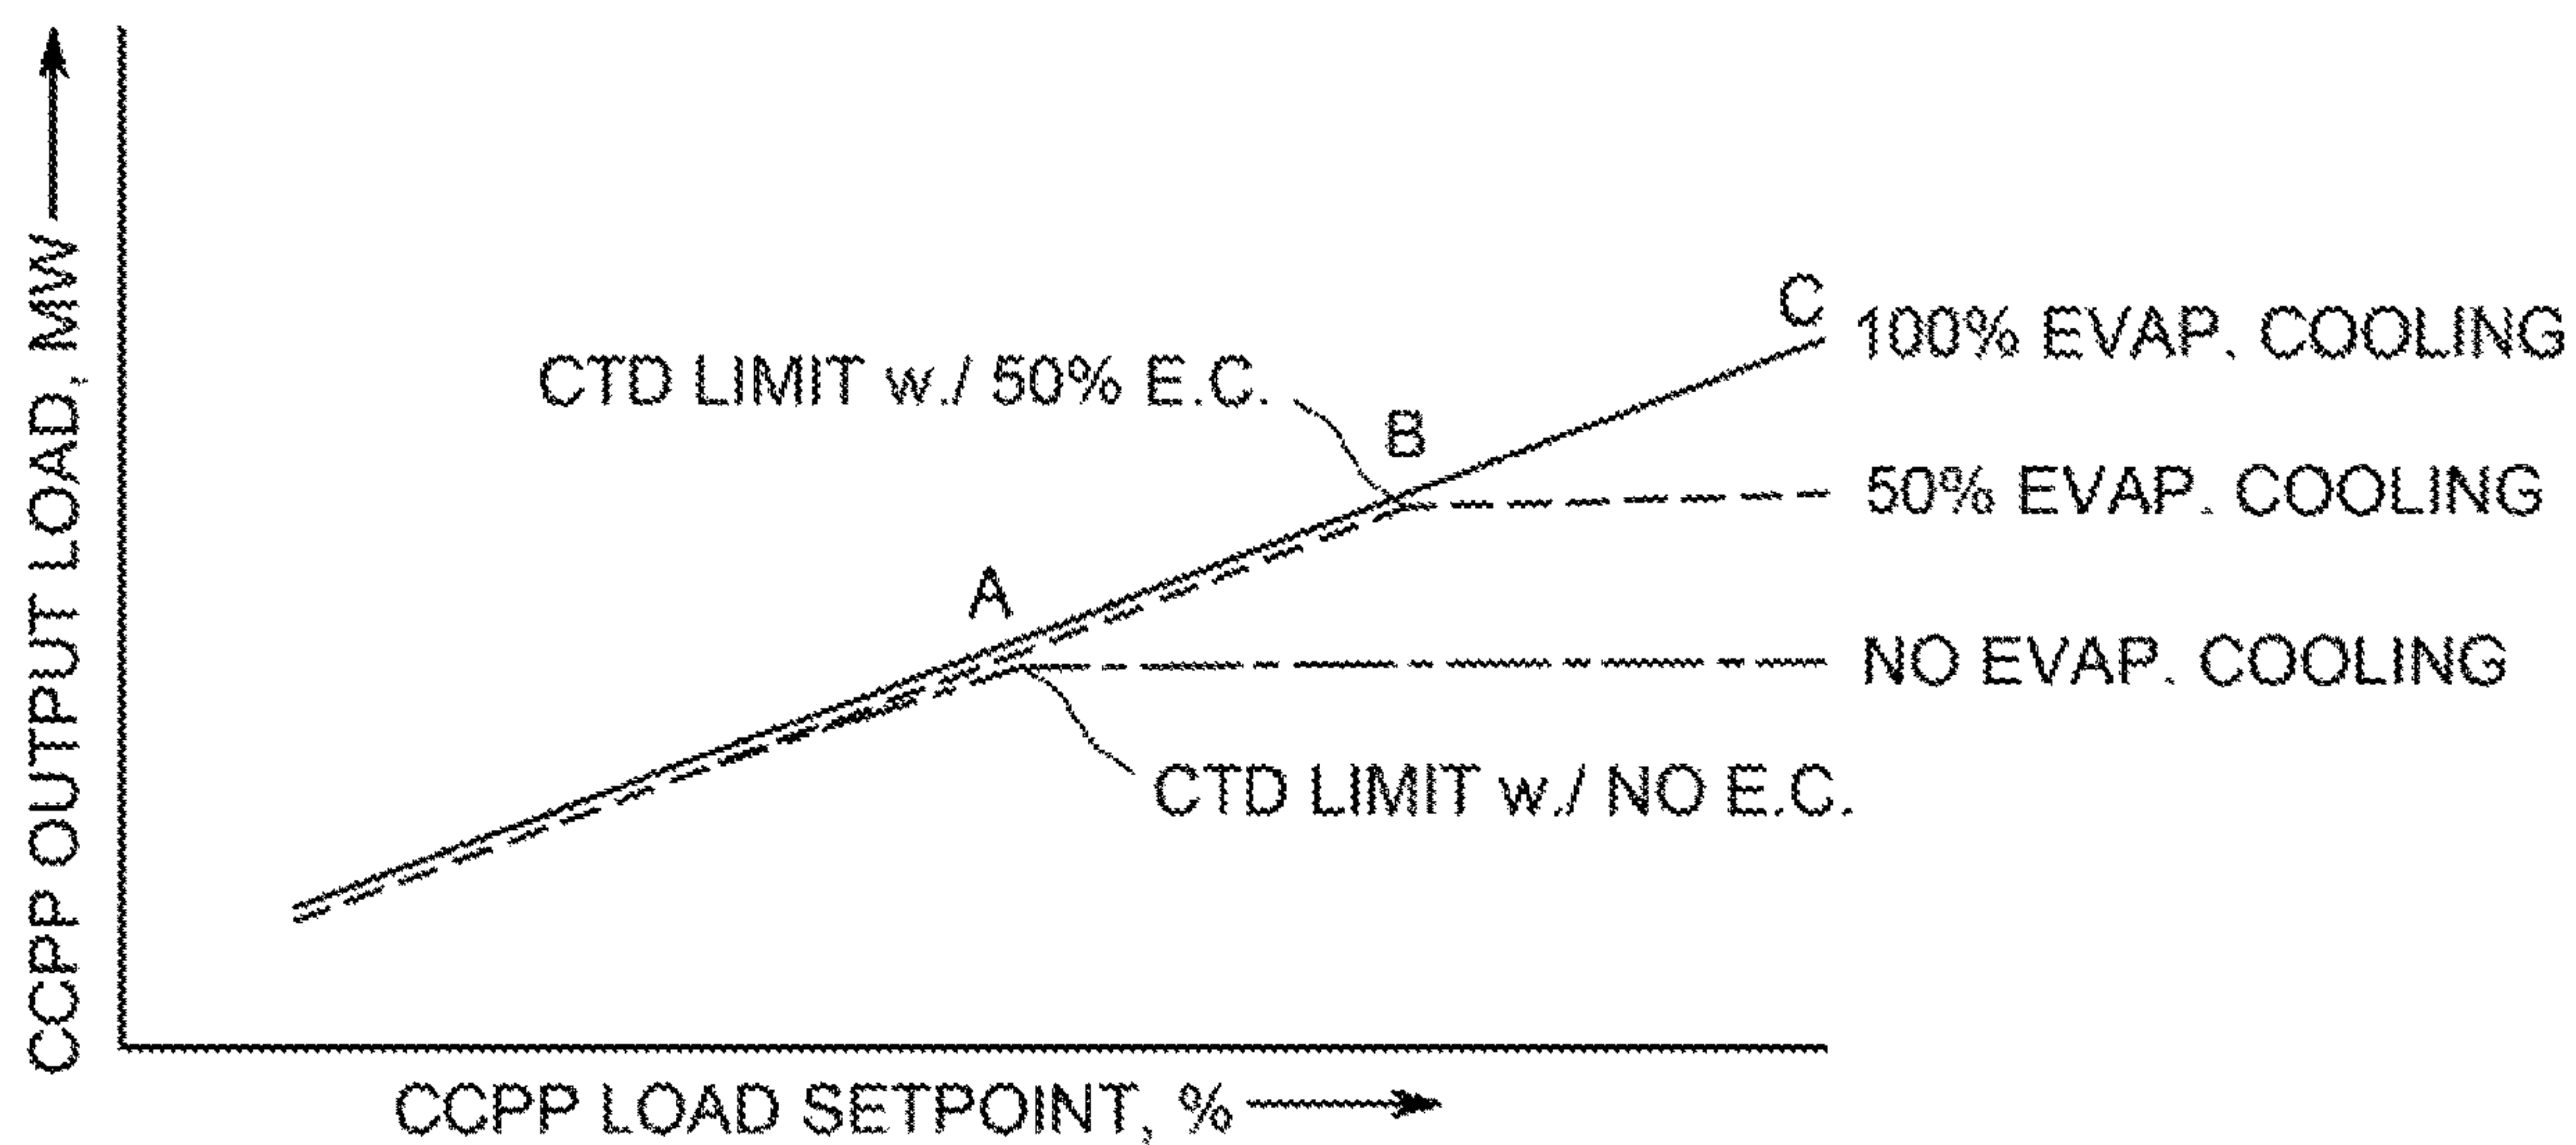 CCPP OUTPUT LOAD, MW
C
100% EVAP. COOLING
CTD LIMIT w./ 50% E.C.
B
50% EVAP. COOLING
A
NO EVAP. COOLING
CTD LIMIT w./ NO E.C.
CCPP LOAD SETPOINT, %